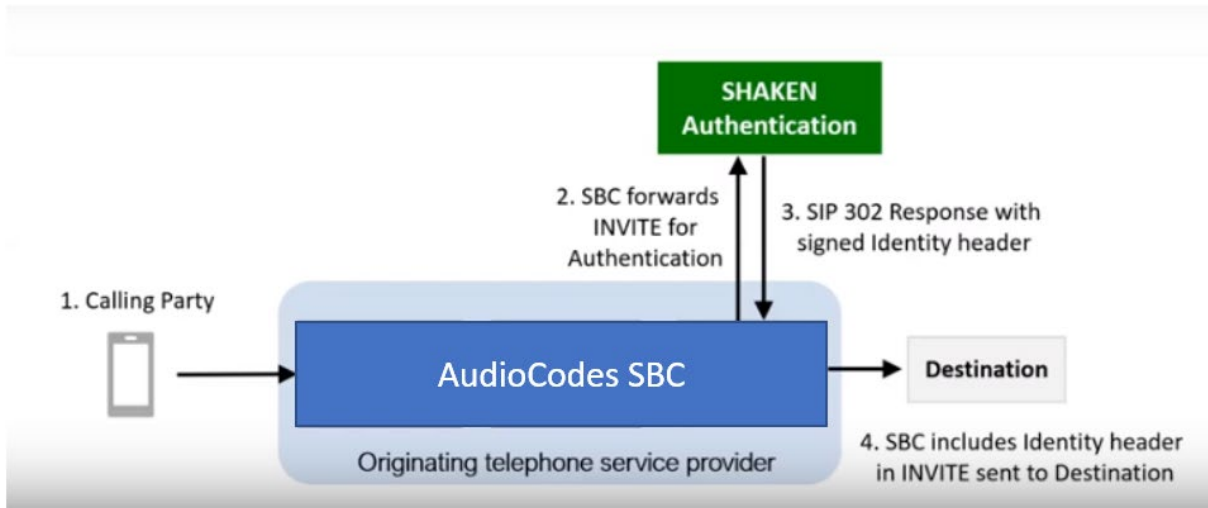 SHAKEN
Authentication
2. SBC forwards
INVITE for
Authentication
3. SIP 302 Response with
signed Identity header
1. Calling Party
AudioCodes SBC
Destination
Originating telephone service provider
4. SBC includes Identity header
in INVITE sent to Destination